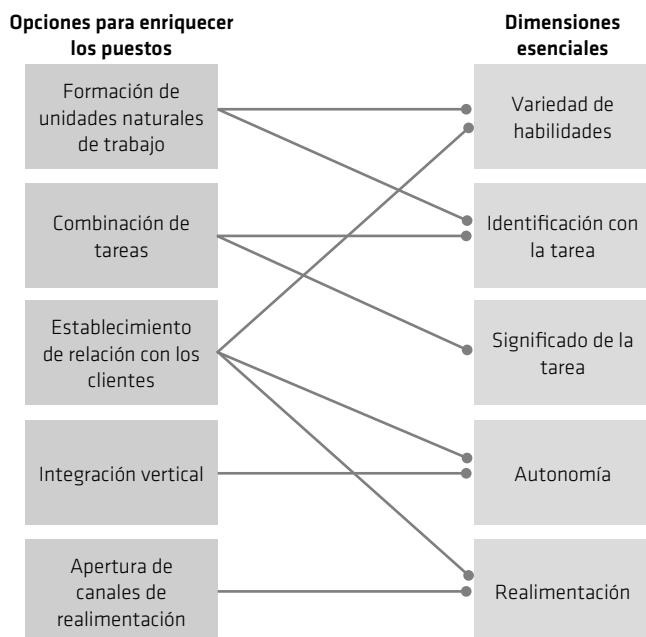 Opciones para enriquecer
los puestos
Dimensiones
esenciales
Formación de
unidades naturales
de trabajo
Variedad de
habilidades
Combinación de
tareas
Identificación con
la tarea
Establecimiento
de relación con los
clientes
Significado de la
tarea
Integración vertical
Autonomía
Apertura de
canales de
realimentación
Realimentación